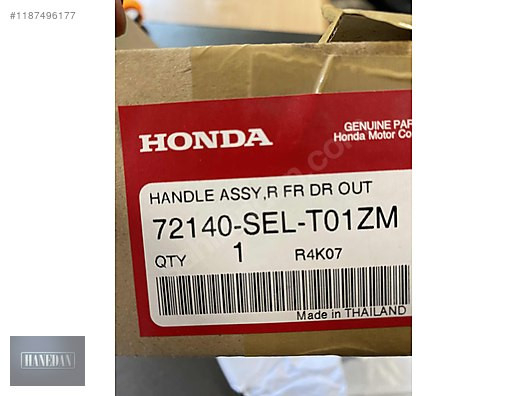 #1187496177
HONDA
GENUINE PAR
Honda Motor Co
HANDLE ASSY,R FR DR OUT
72140-SEL-T01ZM
QTY 1 R4K07
Made in THAILAND
HANEDAN